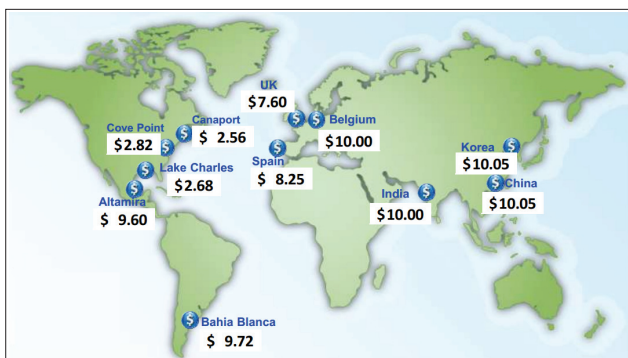 UK
$7.60
Canaport
$ 2.56
Cove Point
$2.82
Belgium
$10.00
Korea
$10.05
Lake Charles
$2.68
Spain
$ 8.25
China
$10.05
India
$10.00
Altamira
$ 9.60
Bahia Blanca
$ 9.72